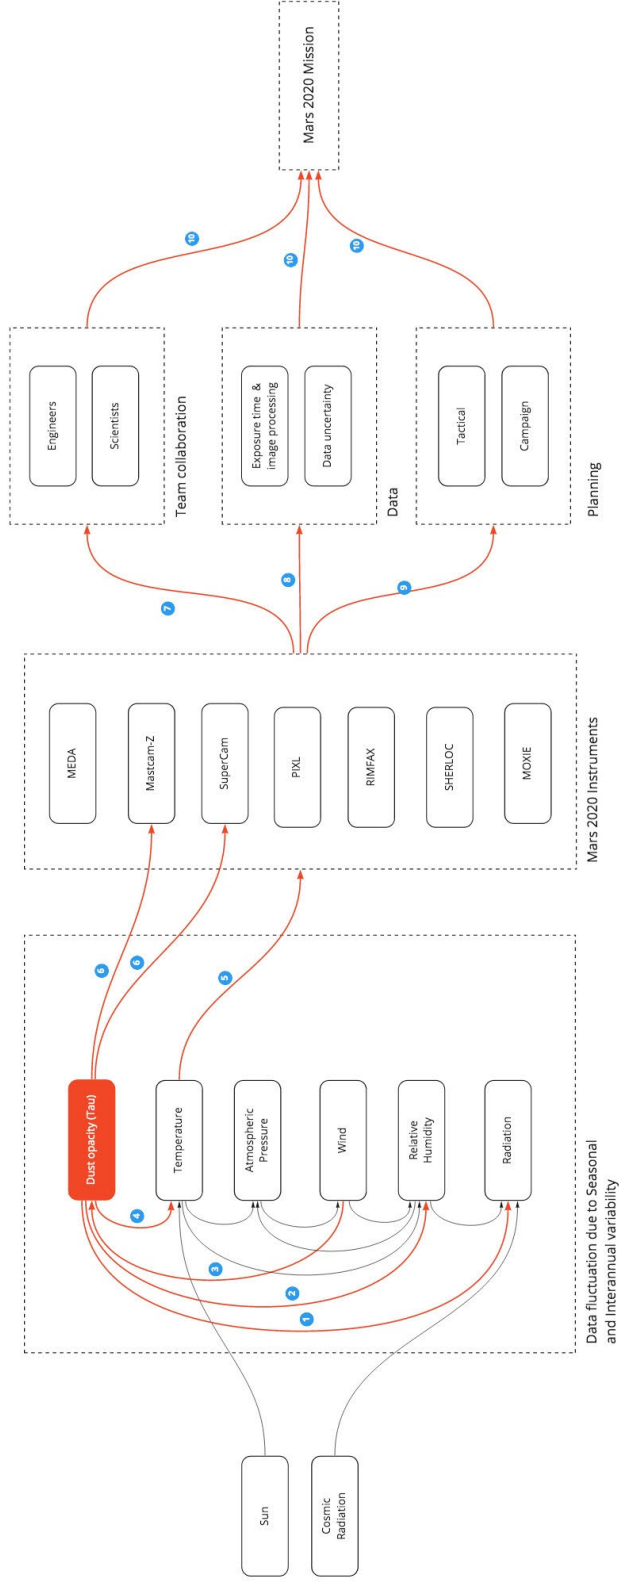 Sun
Cosmic
Radiation
Data fluctuation due to Seasonal
and Interannual variability
1
2
3
4
Dust opacity (Tau)
Temperature
Atmospheric
Pressure
Wind
Relative
Humidity
Radiation
6
6
5
MEDA
Mastcam-Z
SuperCam
PIXL
RIMFAX
SHERLOC
MOXIE
Mars 2020 Instruments
7
8
9
Engineers
Scientists
Team collaboration
Exposure time &
image processing
Data uncertainty
Data
Tactical
Campaign
Planning
10
10
10
Mars 2020 Mission